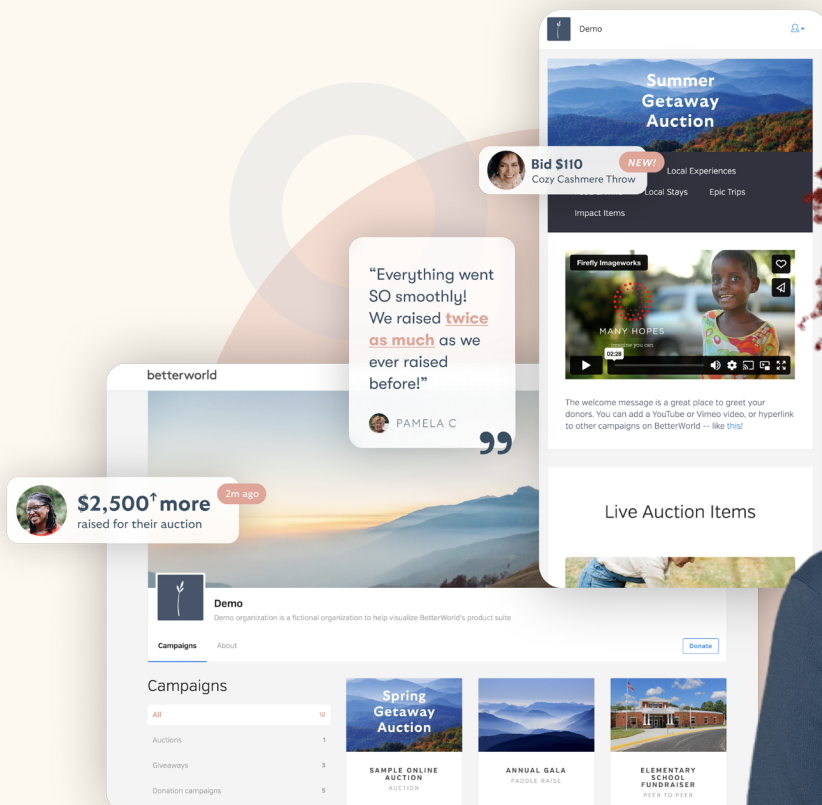 Demo
Summer
Getaway
Auction
Bid $110
NEW!
Cozy Cashmere Throw
Local Experiences
Local Stays
Epic Trips
Impact Items
Firefly Imageworks
MANY HOPES
imagine you can
02:28
The welcome message is a great place to greet your
donors. You can add a YouTube or Vimeo video, or hyperlink
to other campaigns on BetterWorld -- like this!
Live Auction Items
“Everything went
SO smoothly!
We raised twice
as much as we
ever raised
before!”
PAMELA C
”
betterworld
$2,500↑more
2m ago
raised for their auction
Demo
Demo organization is a fictional organization to help visualize BetterWorld's product suite
Campaigns
About
Donate
Campaigns
All 12
Auctions 1
Giveaways 3
Donation campaigns 5
Spring
Getaway
Auction
SAMPLE ONLINE
AUCTION
AUCTION
ANNUAL GALA
PADDLE RAISE
ELEMENTARY
SCHOOL
FUNDRAISER
PEER TO PEER